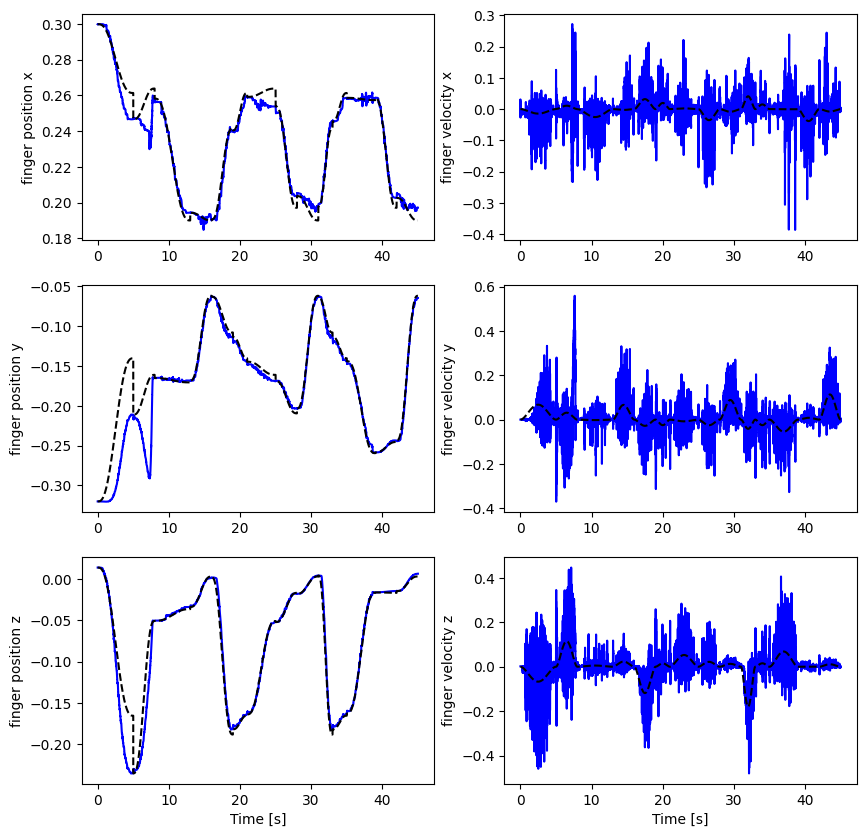 finger position x
0.30
0.28
0.26
0.24
0.22
0.20
0.18
0 10 20 30 40
finger velocity x
0.3
0.2
0.1
0.0
−0.1
−0.2
−0.3
−0.4
0 10 20 30 40
finger position y
−0.05
−0.10
−0.15
−0.20
−0.25
−0.30
0 10 20 30 40
finger velocity y
0.6
0.4
0.2
0.0
−0.2
−0.4
0 10 20 30 40
finger position z
0.00
−0.05
−0.10
−0.15
−0.20
0 10 20 30 40
Time [s]
finger velocity z
0.4
0.2
0.0
−0.2
−0.4
0 10 20 30 40
Time [s]